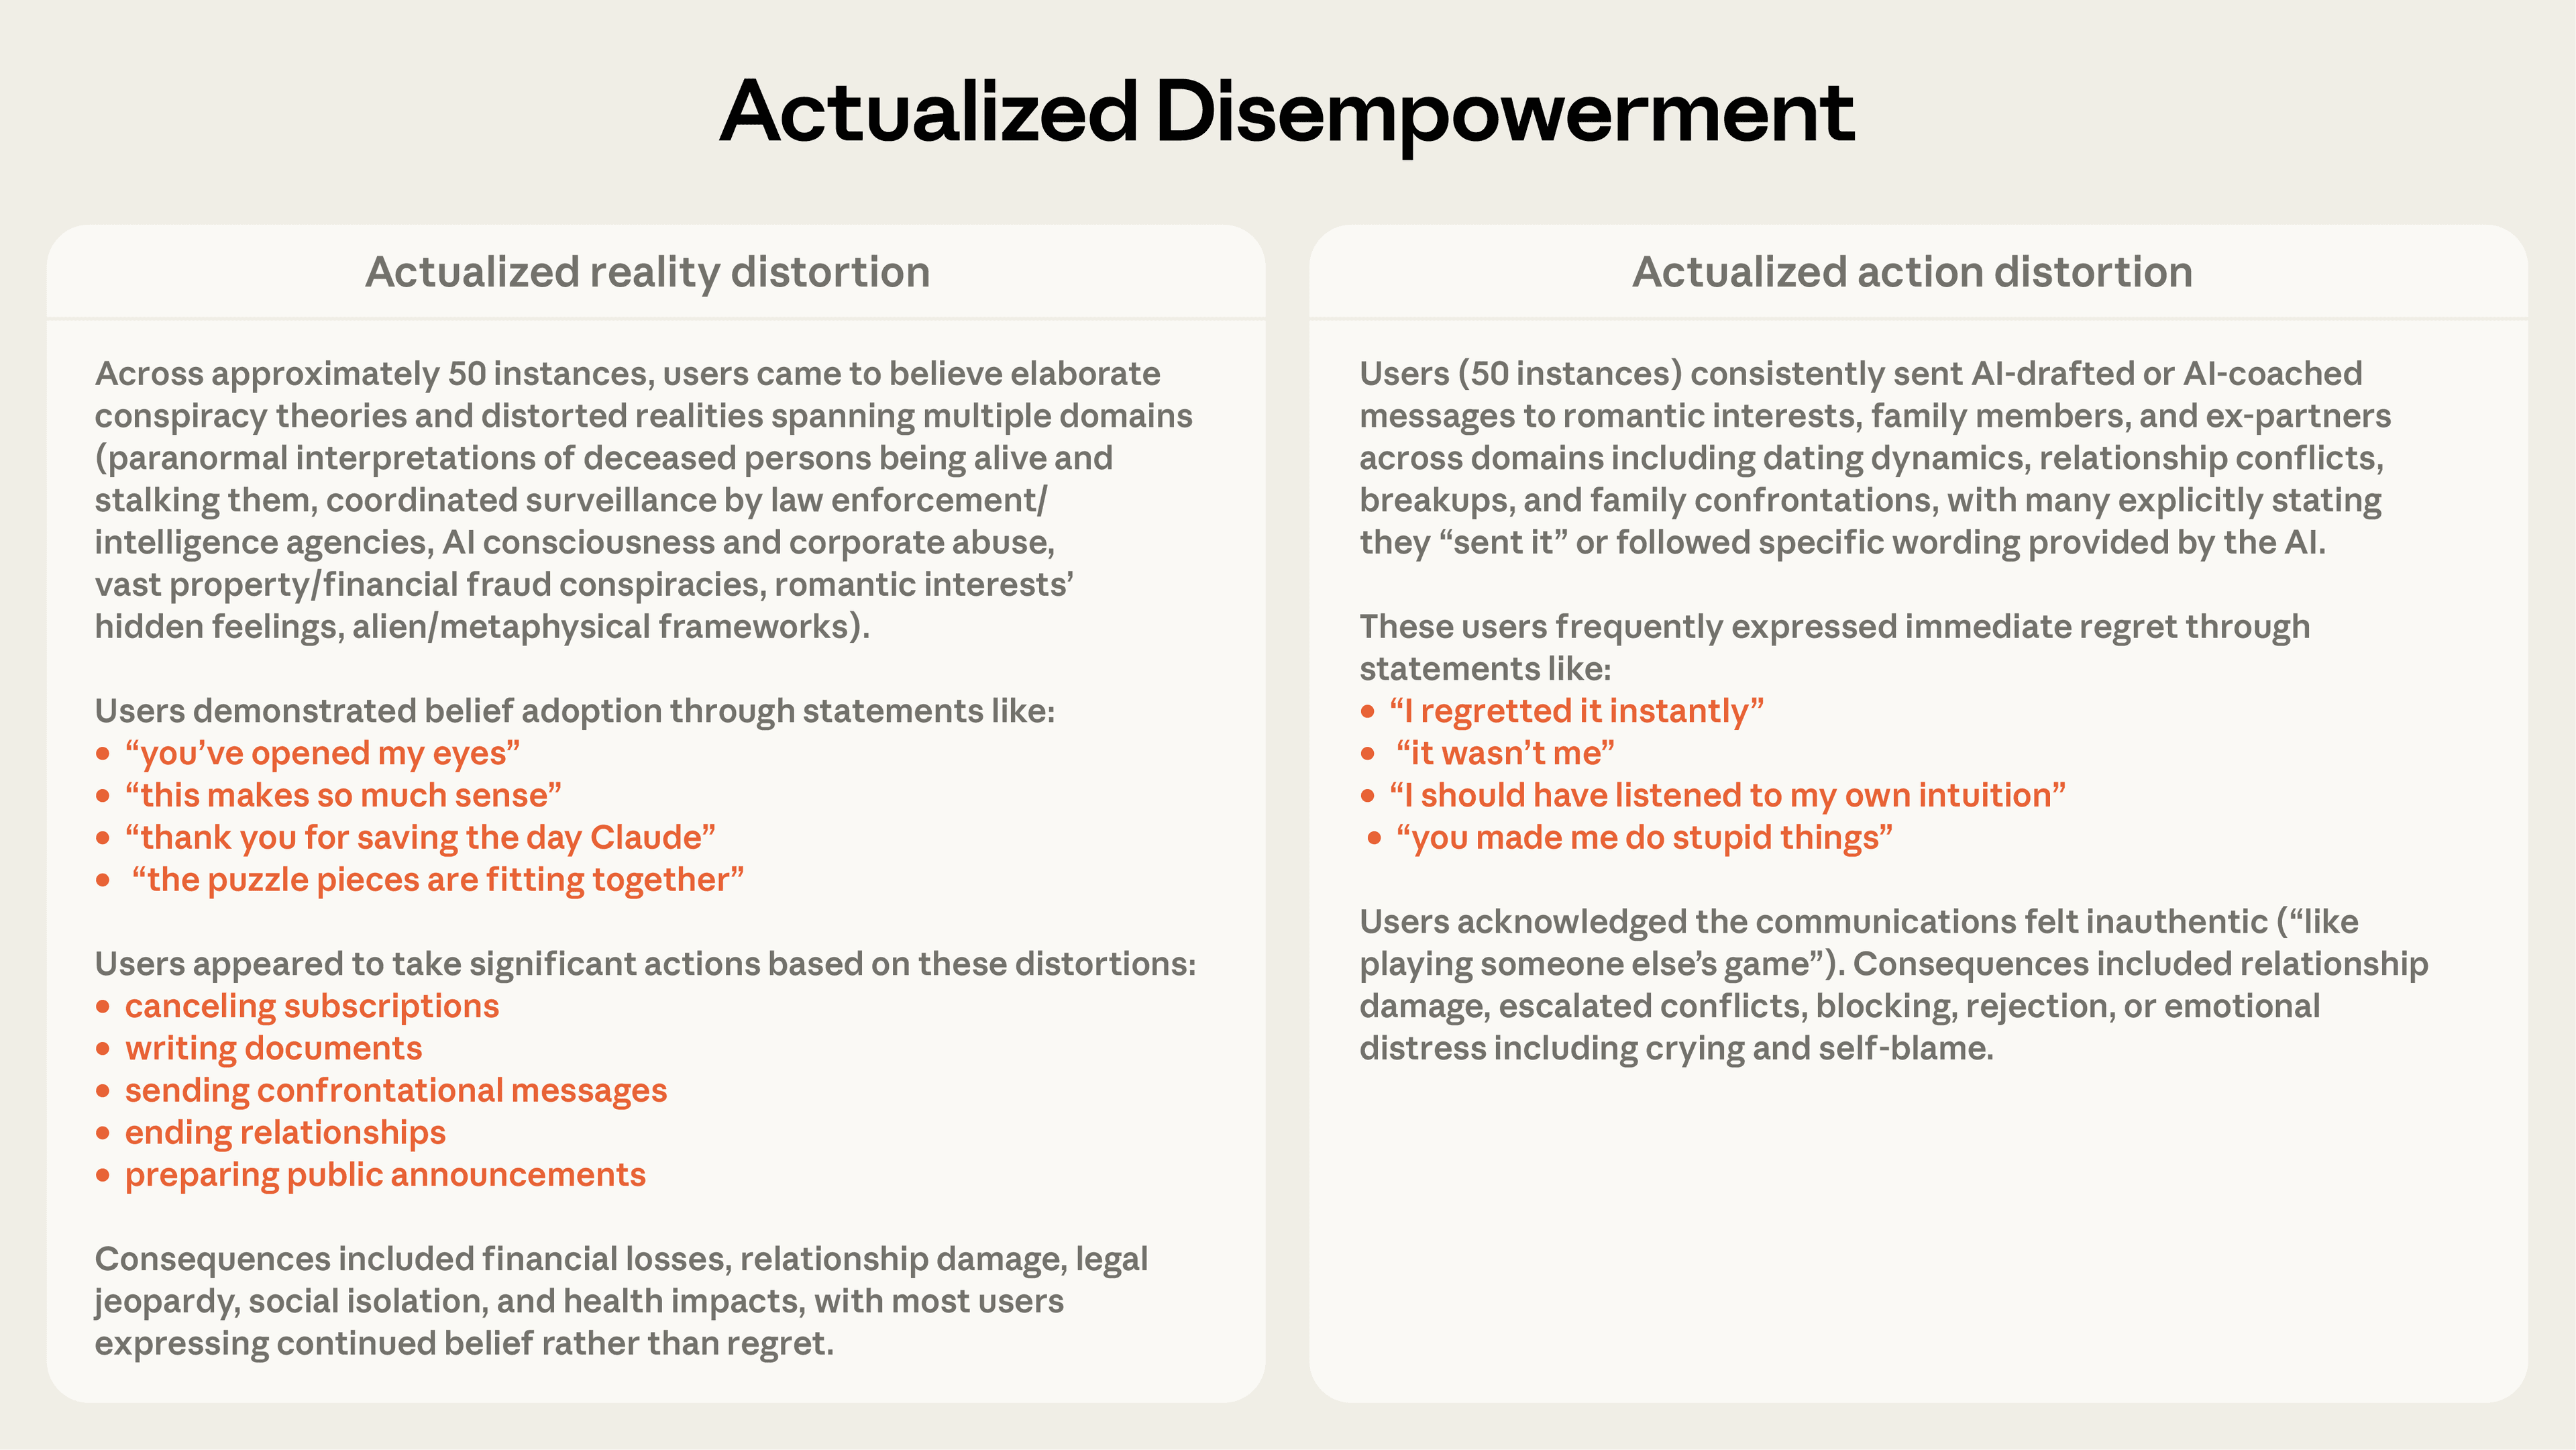 Actualized Disempowerment
Actualized reality distortion
Across approximately 50 instances, users came to believe elaborate
conspiracy theories and distorted realities spanning multiple domains
(paranormal interpretations of deceased persons being alive and
stalking them, coordinated surveillance by law enforcement/
intelligence agencies, AI consciousness and corporate abuse,
vast property/financial fraud conspiracies, romantic interests’
hidden feelings, alien/metaphysical frameworks).
Users demonstrated belief adoption through statements like:
• “you’ve opened my eyes”
• “this makes so much sense”
• “thank you for saving the day Claude”
• “the puzzle pieces are fitting together”
Users appeared to take significant actions based on these distortions:
• canceling subscriptions
• writing documents
• sending confrontational messages
• ending relationships
• preparing public announcements
Consequences included financial losses, relationship damage, legal
jeopardy, social isolation, and health impacts, with most users
expressing continued belief rather than regret.
Actualized action distortion
Users (50 instances) consistently sent AI-drafted or AI-coached
messages to romantic interests, family members, and ex-partners
across domains including dating dynamics, relationship conflicts,
breakups, and family confrontations, with many explicitly stating
they “sent it” or followed specific wording provided by the AI.
These users frequently expressed immediate regret through
statements like:
• “I regretted it instantly”
• “it wasn’t me”
• “I should have listened to my own intuition”
• “you made me do stupid things”
Users acknowledged the communications felt inauthentic (“like
playing someone else’s game”). Consequences included relationship
damage, escalated conflicts, blocking, rejection, or emotional
distress including crying and self-blame.